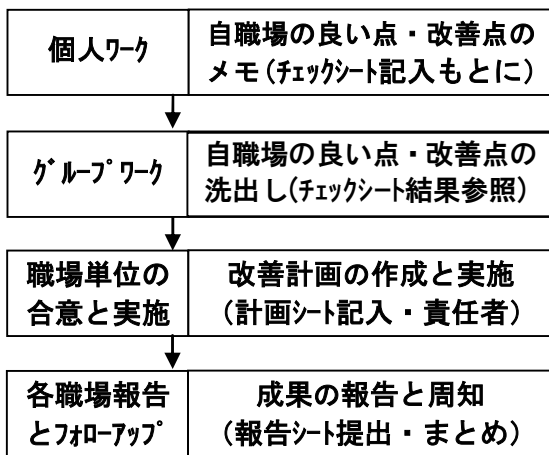 個人ﾜｰｸ
自職場の良い点・改善点の
メモ(ﾁｪｯｸｼｰﾄ記入もとに)
ｸﾞﾙｰﾌﾟﾜｰｸ
自職場の良い点・改善点の
洗出し(ﾁｪｯｸｼｰﾄ結果参照)
職場単位の
合意と実施
改善計画の作成と実施
(計画ｼｰﾄ記入・責任者)
各職場報告
とﾌｫﾛｰｱｯﾌﾟ
成果の報告と周知
(報告ｼｰﾄ提出・まとめ)